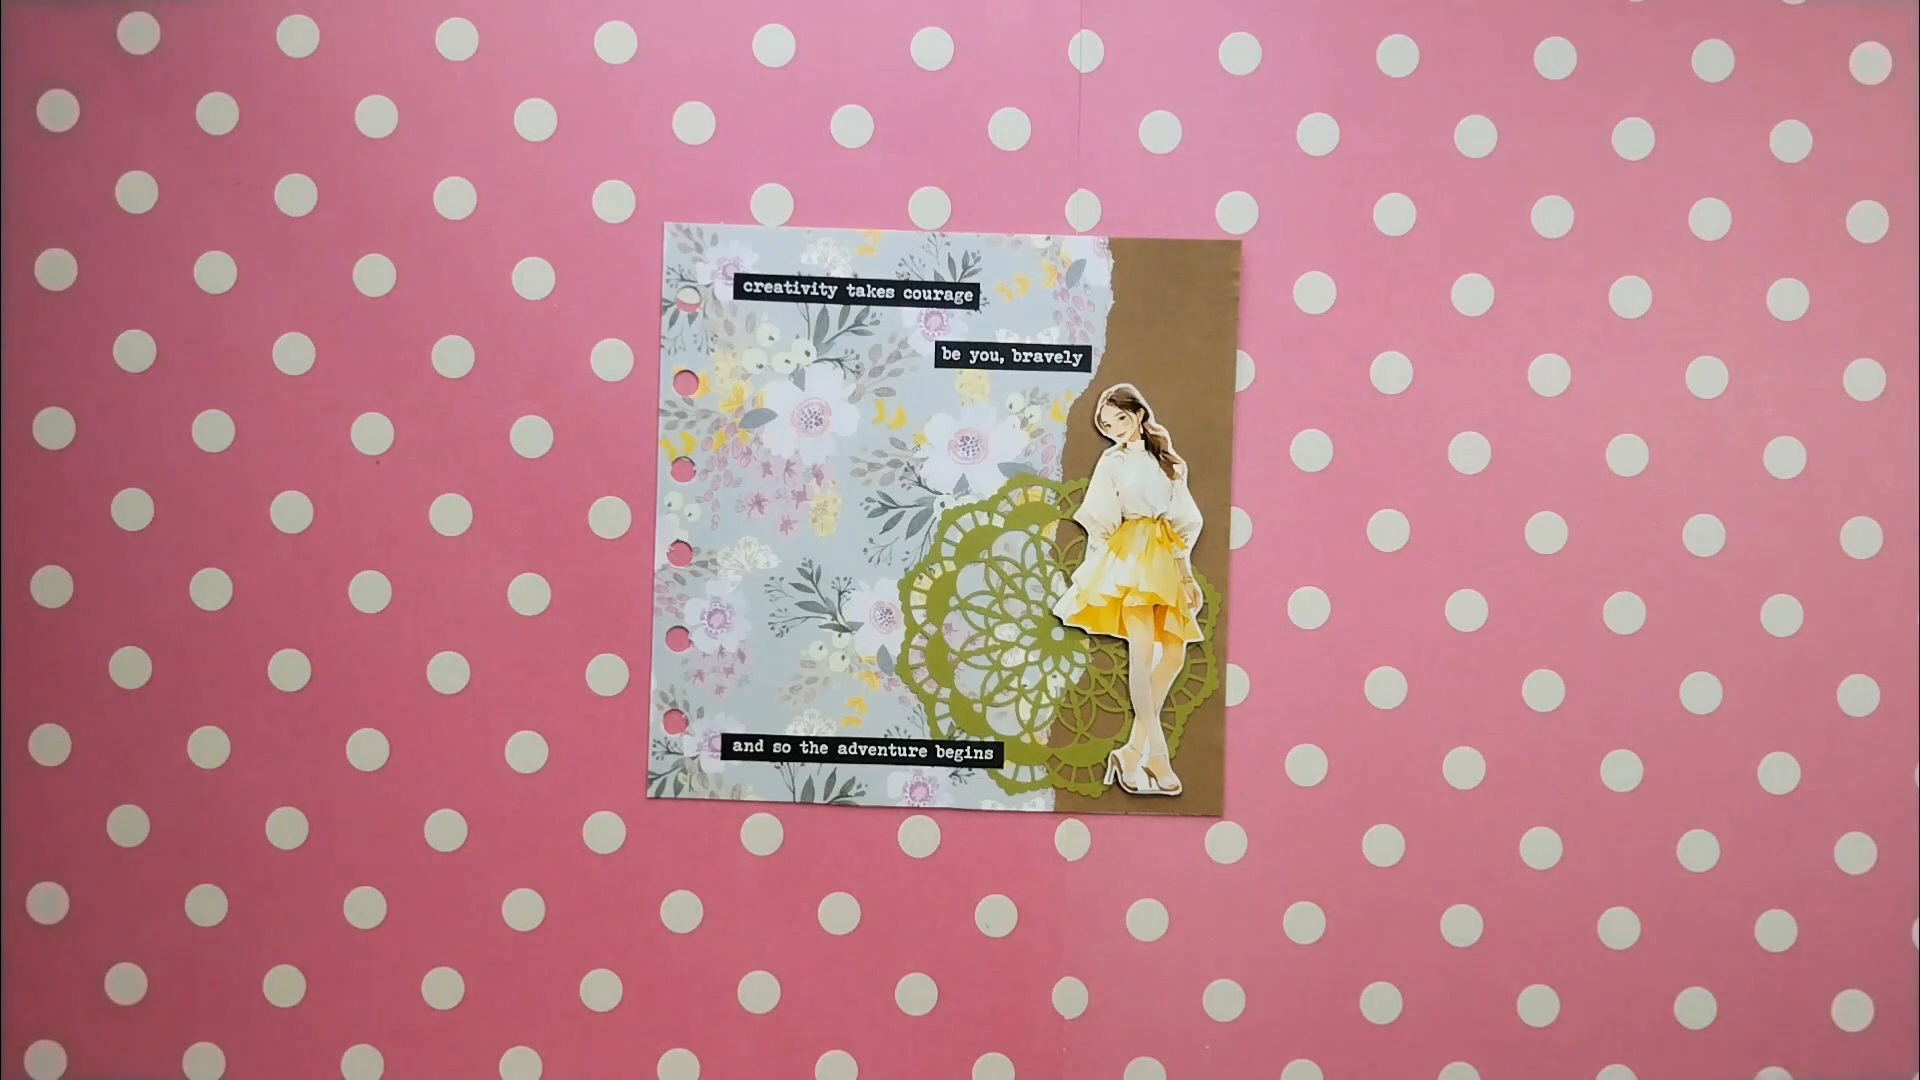 creativity takes courage
be you, bravely
and so the adventure begins